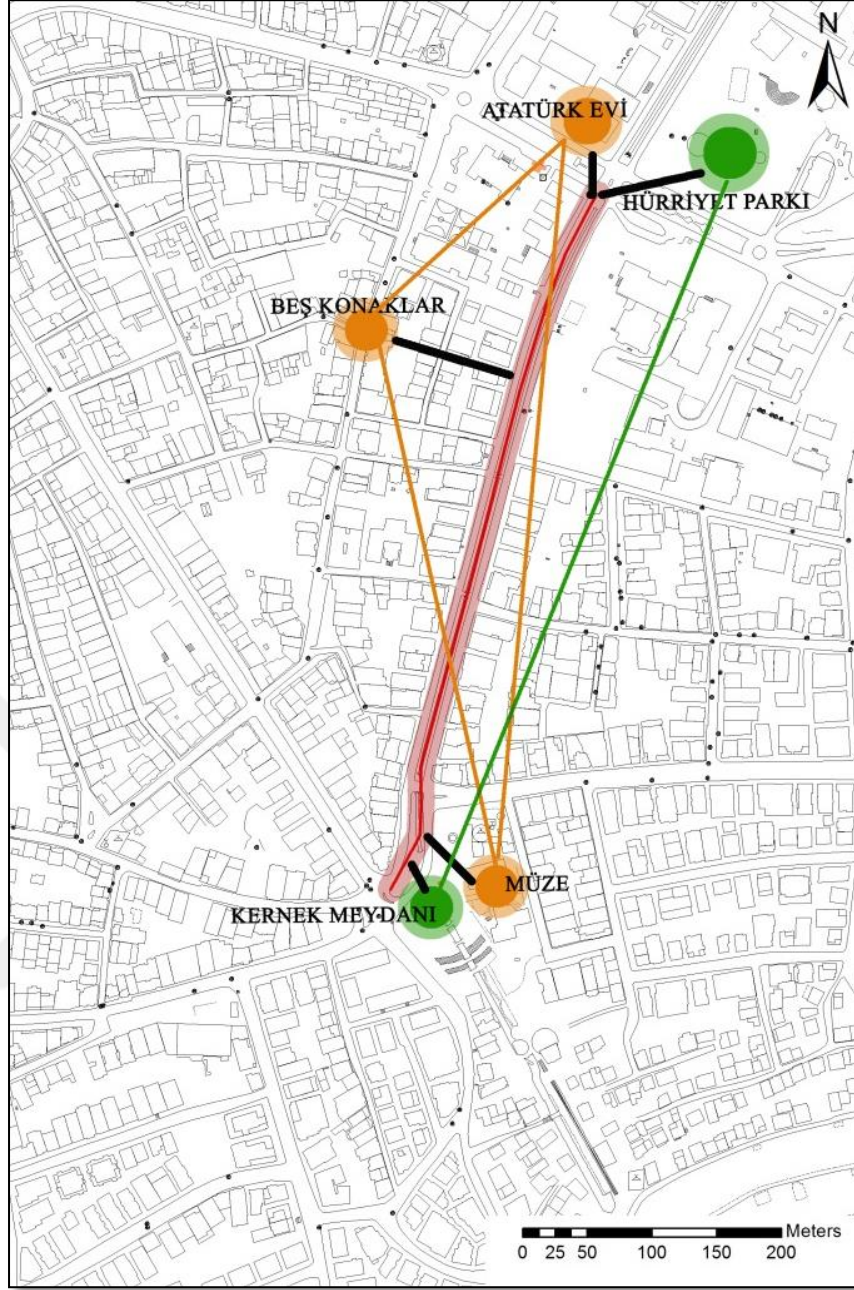 N
ATATÜRK EVİ
HÜRRİYET PARKI
BEŞ KONAKLAR
MÜZE
KERNEK MEYDANI
Meters
0 25 50 100 150 200